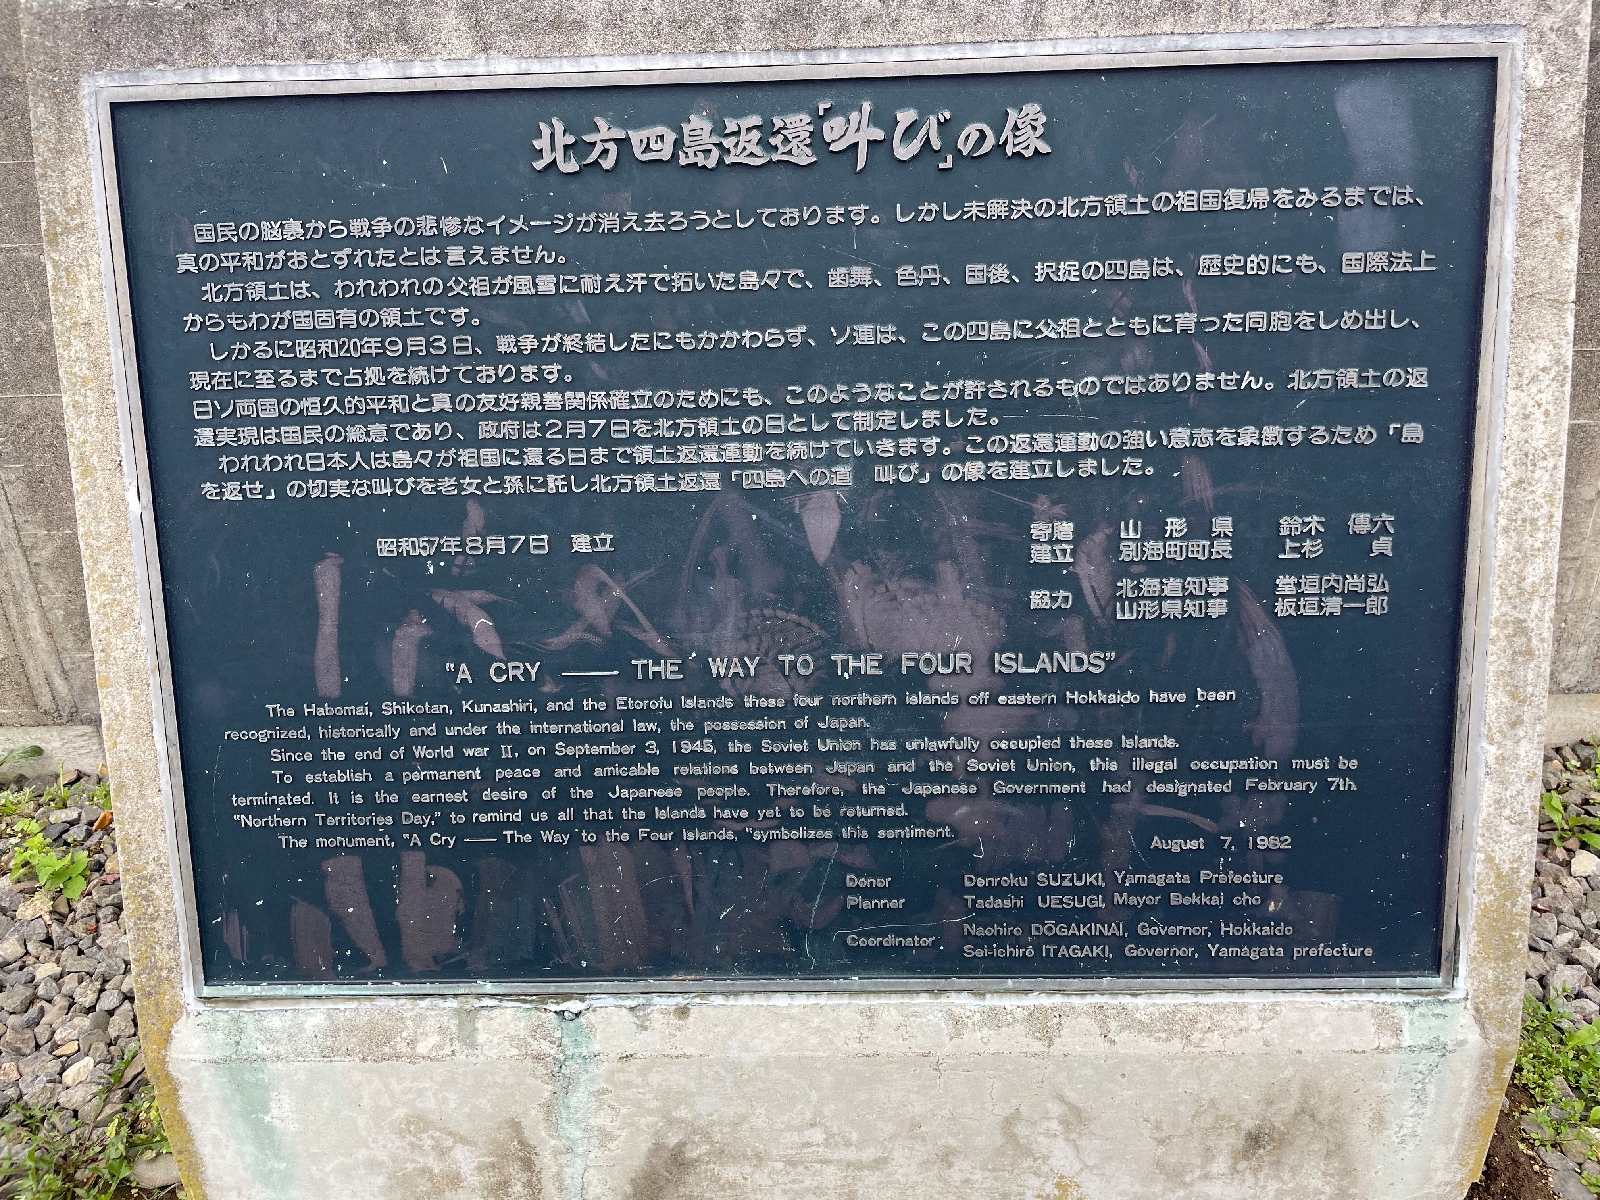 北方四島返還「叫び」の像
国民の脳裏から戦争の悲惨なイメージが消え去ろうとしております。しかし未解決の北方領土の祖国復帰をみるまでは、
真の平和がおとずれたとは言えません。
北方領土は、われわれの父祖が風雪に耐え汗で拓いた島々で、歯舞、色丹、国後、択捉の四島は、歴史的にも、国際法上
からもわが国固有の領土です。
しかるに昭和20年9月3日、戦争が終結したにもかかわらず、ソ連は、この四島に父祖とともに育った同胞をしめ出し、
現在に至るまで占拠を続けております。
日ソ両国の恒久的平和と真の友好親善関係確立のためにも、このようなことが許されるものではありません。北方領土の返
還実現は国民の総意であり、政府は2月7日を北方領土の日として制定しました。
われわれ日本人は島々が祖国に還る日まで領土返還運動を続けていきます。この返還運動の強い意志を象徴するため「島
を返せ」の切実な叫びを老女と孫に託し北方領土返還「四島への道 叫び」の像を建立しました。
昭和57年8月7日 建立
寄贈 山形県 鈴木傳六
建立 別海町町長 上杉貞
協力 北海道知事 堂垣内尚弘
山形県知事 板垣清一郎
"A CRY —— THE WAY TO THE FOUR ISLANDS"
The Habomai, Shikotan, Kunashiri, and the Etorofu Islands these four northern islands off eastern Hokkaido have been
recognized, historically and under the international law, the possession of Japan.
Since the end of World war II, on September 3, 1945, the Soviet Union has unlawfully occupied these Islands.
To establish a permanent peace and amicable relations between Japan and the Soviet Union, this illegal occupation must be
terminated. It is the earnest desire of the Japanese people. Therefore, the Japanese Government had designated February 7th.
"Northern Territories Day," to remind us all that the Islands have yet to be returned.
The monument, "A Cry —— The Way to the Four Islands, "symbolizes this sentiment.
August 7, 1982
Donor Denroku SUZUKI, Yamagata Prefecture
Planner Tadashi UESUGI, Mayor Bekkai cho
Coordinator Naohiro DŌGAKINAI, Governor, Hokkaido
Sei-ichirō ITAGAKI, Governor, Yamagata prefecture